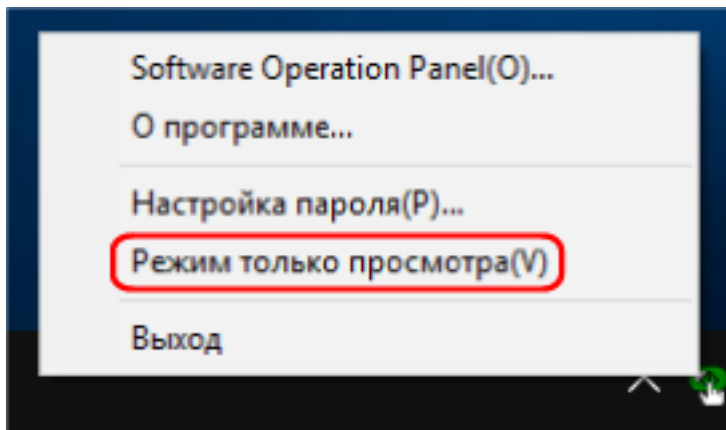 Software Operation Panel(O)...
О программе...
Настройка пароля(P)...
Режим только просмотра(V)
Выход